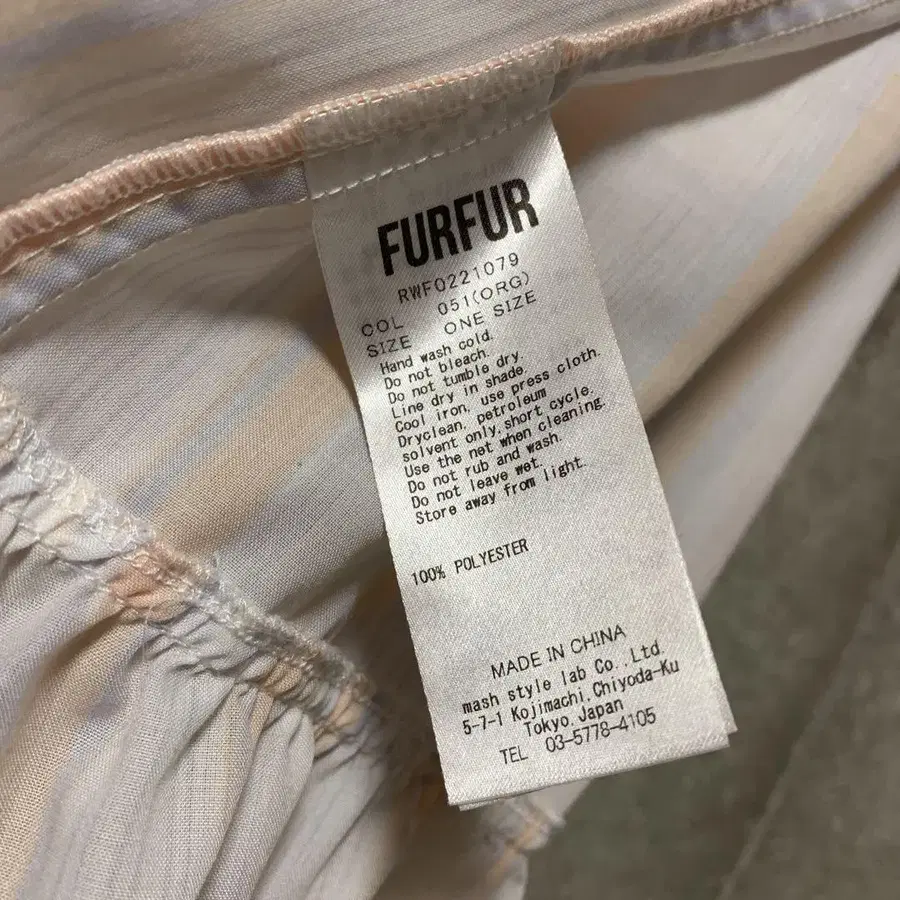 FURFUR
RWF0221079
COL 051(ORG)
SIZE ONE SIZE
Hand wash cold.
Do not bleach.
Do not tumble dry.
Line dry in shade.
Cool iron, use press cloth.
Dryclean, petroleum
solvent only, short cycle.
Use the net when cleaning.
Do not rub and wash.
Do not leave wet.
Store away from light.
100% POLYESTER
MADE IN CHINA
mash style lab Co.,Ltd.
5-7-1 Kojimachi,Chiyoda-Ku
Tokyo,Japan
TEL 03-5778-4105